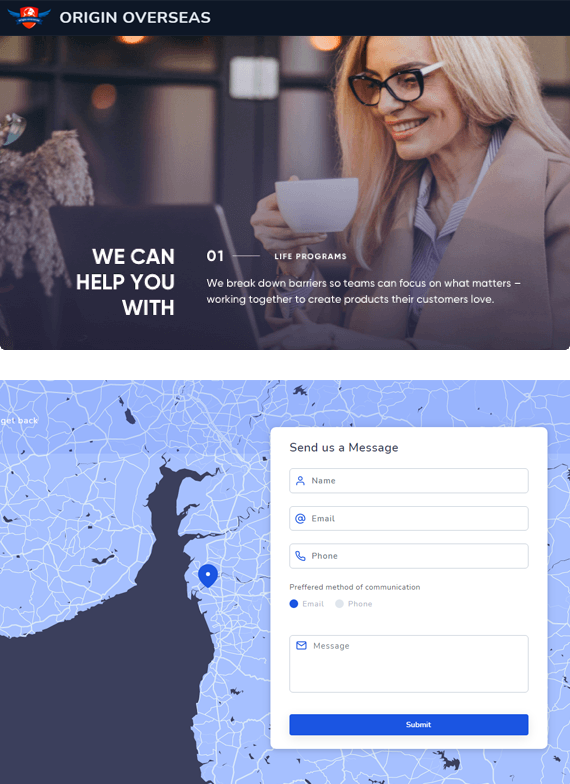 ORIGIN OVERSEAS
WE CAN
HELP YOU
WITH
01
LIFE PROGRAMS
We break down barriers so teams can focus on what matters –
working together to create products their customers love.
get back
Send us a Message
Name
Email
Phone
Preffered method of communication
Email
Phone
Message
Submit